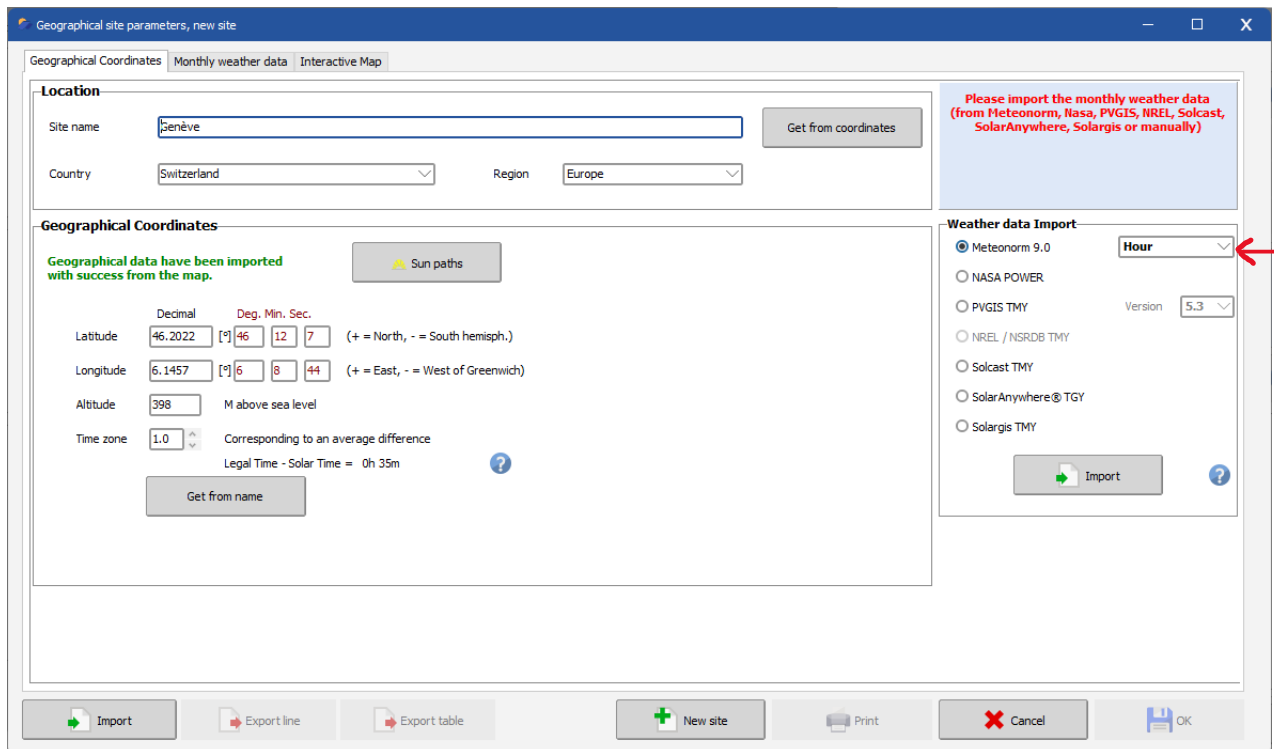 Geographical site parameters, new site
Geographical Coordinates Monthly weather data Interactive Map
Location
Site name Genève Get from coordinates
Country Switzerland Region Europe
Please import the monthly weather data
(from Meteonorm, Nasa, PVGIS, NREL, Solcast,
SolarAnywhere, Solargis or manually)
Geographical Coordinates
Geographical data have been imported
with success from the map.
Sun paths
Decimal Deg. Min. Sec.
Latitude 46.2022 [°] 46 12 7 (+ = North, - = South hemisph.)
Longitude 6.1457 [°] 6 8 44 (+ = East, - = West of Greenwich)
Altitude 398 M above sea level
Time zone 1.0 Corresponding to an average difference
Legal Time - Solar Time = 0h 35m ?
Get from name
Weather data Import
Meteonorm 9.0 Hour
NASA POWER
PVGIS TMY Version 5.3
NREL / NSRDB TMY
Solcast TMY
SolarAnywhere® TGY
Solargis TMY
Import ?
Import Export line Export table New site Print Cancel OK